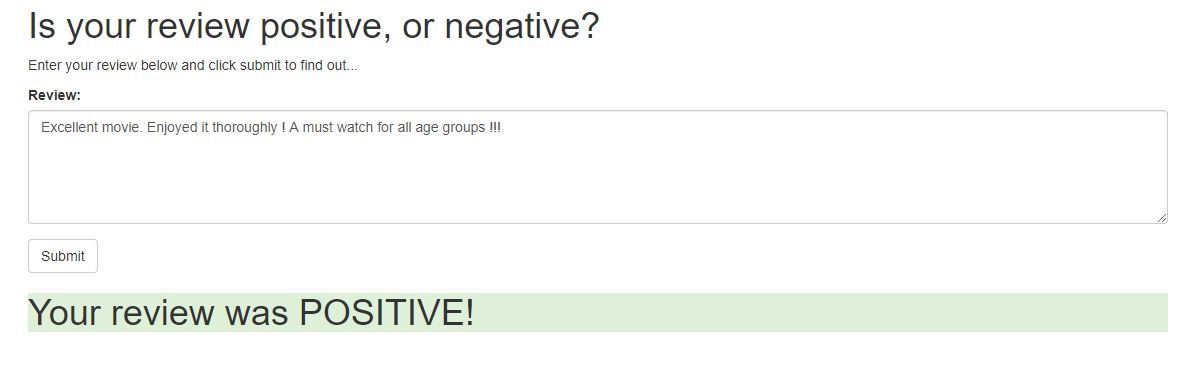 Is your review positive, or negative?
Enter your review below and click submit to find out...
Review:
Excellent movie. Enjoyed it thoroughly ! A must watch for all age groups !!!
Submit
Your review was POSITIVE!